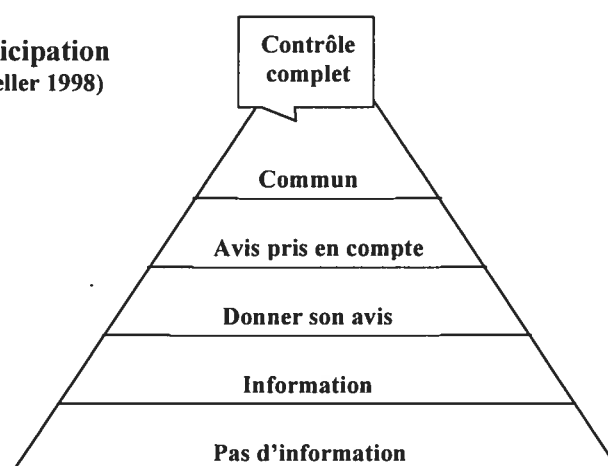 icipation
eller 1998)
Contrôle
complet
Commun
Avis pris en compte
Donner son avis
Information
Pas d'information